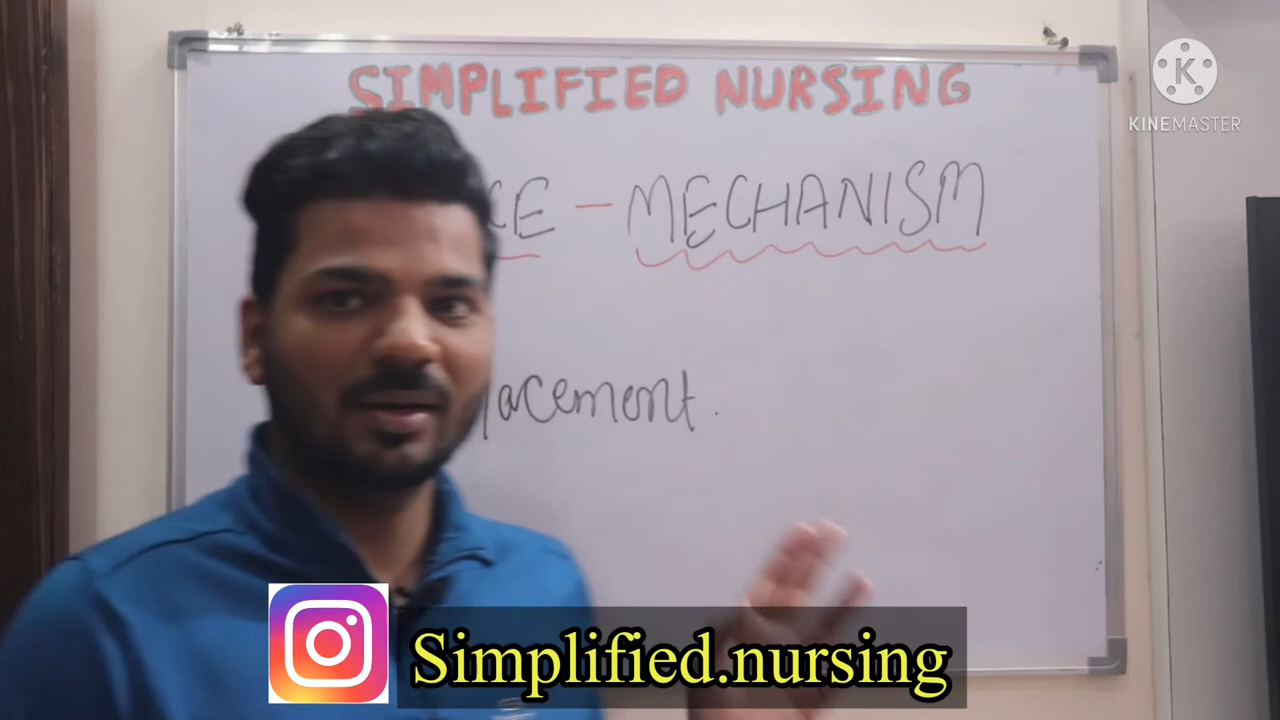 SIMPLIFIED NURSING
K
KINEMASTER
CE - MECHANISM
lacement.
Simplified.nursing